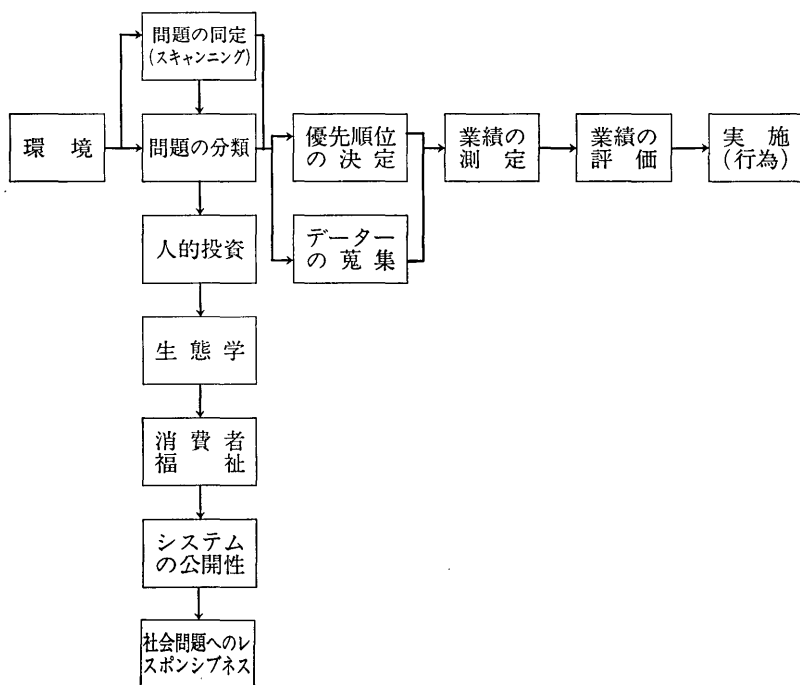 問題の同定
(スキャンニング)
環 境
問題の分類
優先順位
の 決 定
業績の
測 定
業績の
評 価
実 施
(行為)
人的投資
データー
の 蒐 集
生 態 学
消 費 者
福 祉
システム
の公開性
社会問題へのレ
スポンシブネス